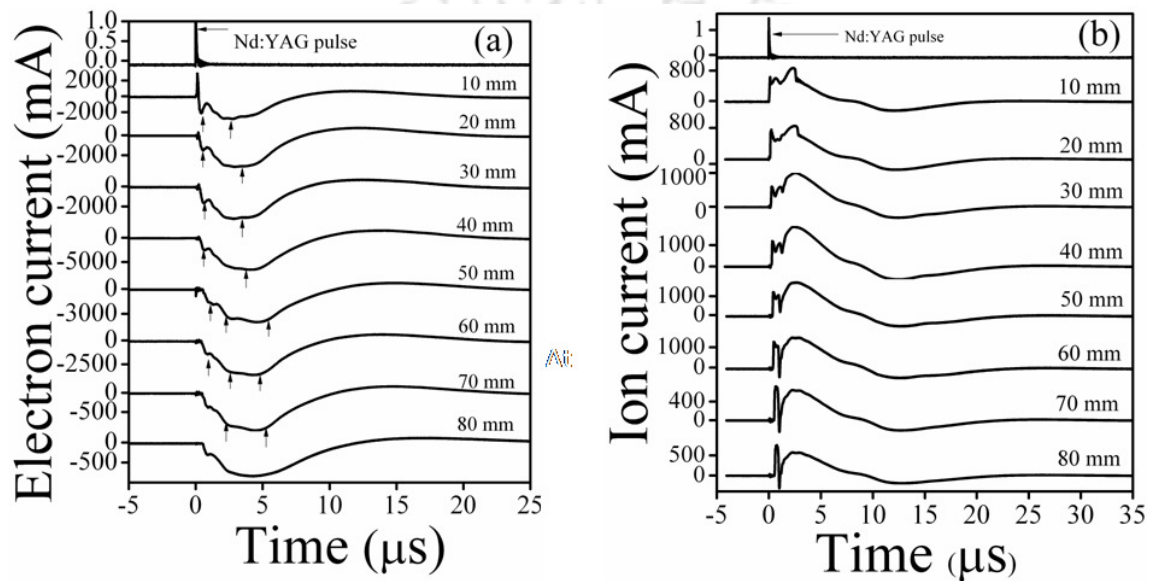 (a)
Nd:YAG pulse
1.0
0.5
0.0
2000
0
-2000
0
-2000
0
-2000
0
-5000
0
-3000
0
-2500
0
-500
0
-500
10 mm
20 mm
30 mm
40 mm
50 mm
60 mm
70 mm
80 mm
Electron current (mA)
-5 0 5 10 15 20 25
Time (μs)
(b)
Nd:YAG pulse
1
0
800
0
800
0
1000
0
1000
0
1000
0
1000
0
400
0
500
0
10 mm
20 mm
30 mm
40 mm
50 mm
60 mm
70 mm
80 mm
Ion current (mA)
-5 0 5 10 15 20 25 30 35
Time (μs)